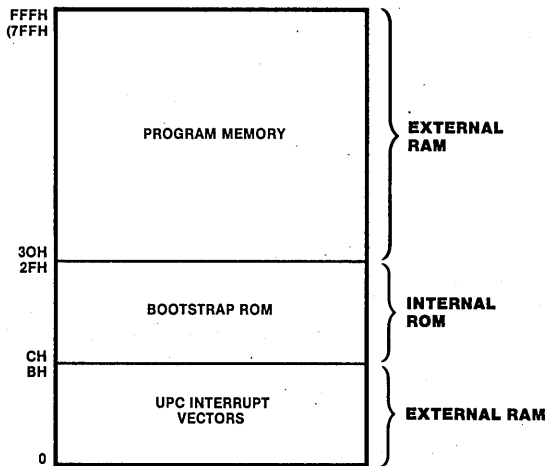 FFFH
(7FFH
PROGRAM MEMORY
EXTERNAL
RAM
30H
2FH
BOOTSTRAP ROM
INTERNAL
ROM
CH
BH
UPC INTERRUPT
VECTORS
EXTERNAL RAM
0